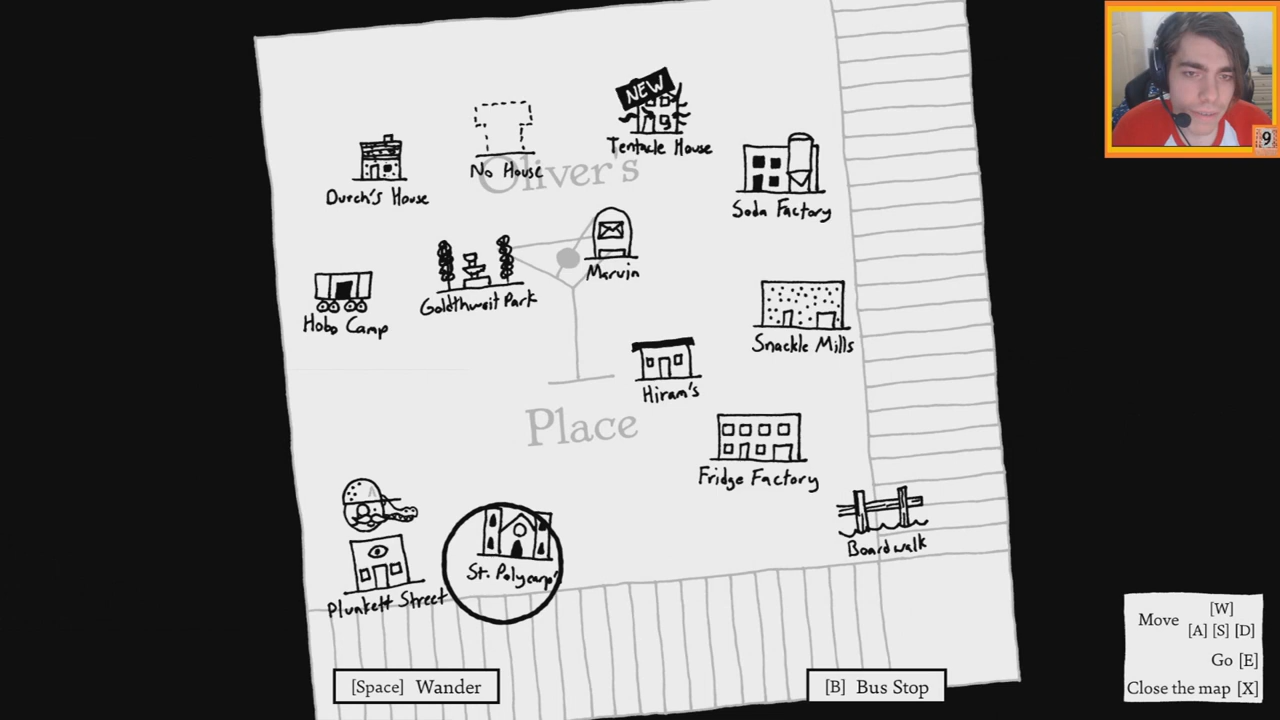 NEW
Tentacle House
No House
Oliver's
Durch's House
Soda Factory
Marvin
Goldthwait Park
Hobo Camp
Snackle Mills
Hiram's
Place
Fridge Factory
Boardwalk
St. Polycarp'
Plunkett Street
[Space] Wander
[B] Bus Stop
Move [W]
[A] [S] [D]
Go [E]
Close the map [X]
9